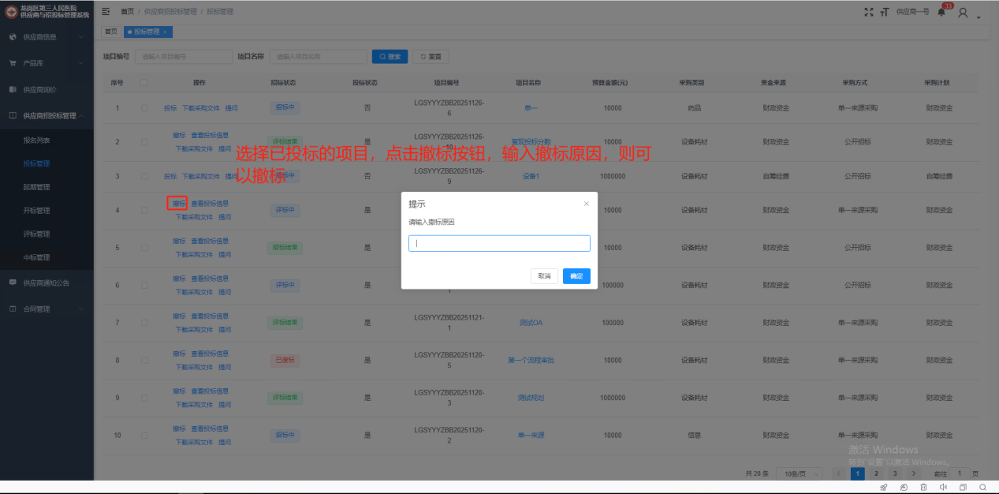 龙岗区第三人民医院
供应商与招投标管理系统
首页 / 供应商招投标管理 / 投标管理
供应商一号
33
首页
投标管理 ×
供应商信息
产品库
供应商询价
供应商招投标管理
报名列表
投标管理
延期管理
开标管理
评标管理
中标管理
供应商通知公告
合同管理
项目编号 请输入项目编号 项目名称 请输入项目名称 搜索 重置
序号 操作 招标状态 投标状态 项目编号 项目名称 预算金额(元) 采购类别 资金来源 采购方式 采购计划
1 投标 下载采购文件 提问 招标中 否 LGSYYYZBB20251126-6 单一 10000 药品 财政资金 单一来源采购 财政资金
2 撤标 查看投标信息 下载采购文件 提问 评标结束 是 LGSYYYZBB20251126-10 复现投标分数 10000 设备耗材 财政资金 公开招标 财政资金
选择已投标的项目，点击撤标按钮，输入撤标原因，则可
以撤标
3 投标 下载采购文件 提问 招标中 否 LGSYYYZBB20251126-9 设备1 1000000 设备耗材 自筹经费 公开招标 自筹经费
4 撤标 查看投标信息 下载采购文件 提问 评标中 是 10000 设备耗材 财政资金 单一来源采购 财政资金
提示
请输入撤标原因
取消 确定
5 撤标 查看投标信息 下载采购文件 提问 招标结束 是 10000 设备耗材 财政资金 公开招标 财政资金
6 撤标 查看投标信息 下载采购文件 提问 评标中 是 1 100000 设备耗材 财政资金 公开招标 财政资金
7 撤标 查看投标信息 下载采购文件 提问 评标结束 是 LGSYYYZBB20251121-1 测试OA 100000 设备耗材 财政资金 单一来源采购 财政资金
8 撤标 查看投标信息 下载采购文件 提问 已废标 是 LGSYYYZBB20251120-5 第一个流程审批 10000 设备耗材 财政资金 单一来源采购 财政资金
9 撤标 查看投标信息 下载采购文件 提问 评标结束 是 LGSYYYZBB20251120-3 测试规划 1000000 设备耗材 财政资金 单一来源采购 财政资金
10 撤标 查看投标信息 下载采购文件 提问 招标中 是 LGSYYYZBB20251120-2 单一来源 10000 信息 财政资金 单一来源采购 财政资金
激活 Windows
转到"设置"以激活 Windows。
共 28 条 10条/页 1 2 3 前往 1 页